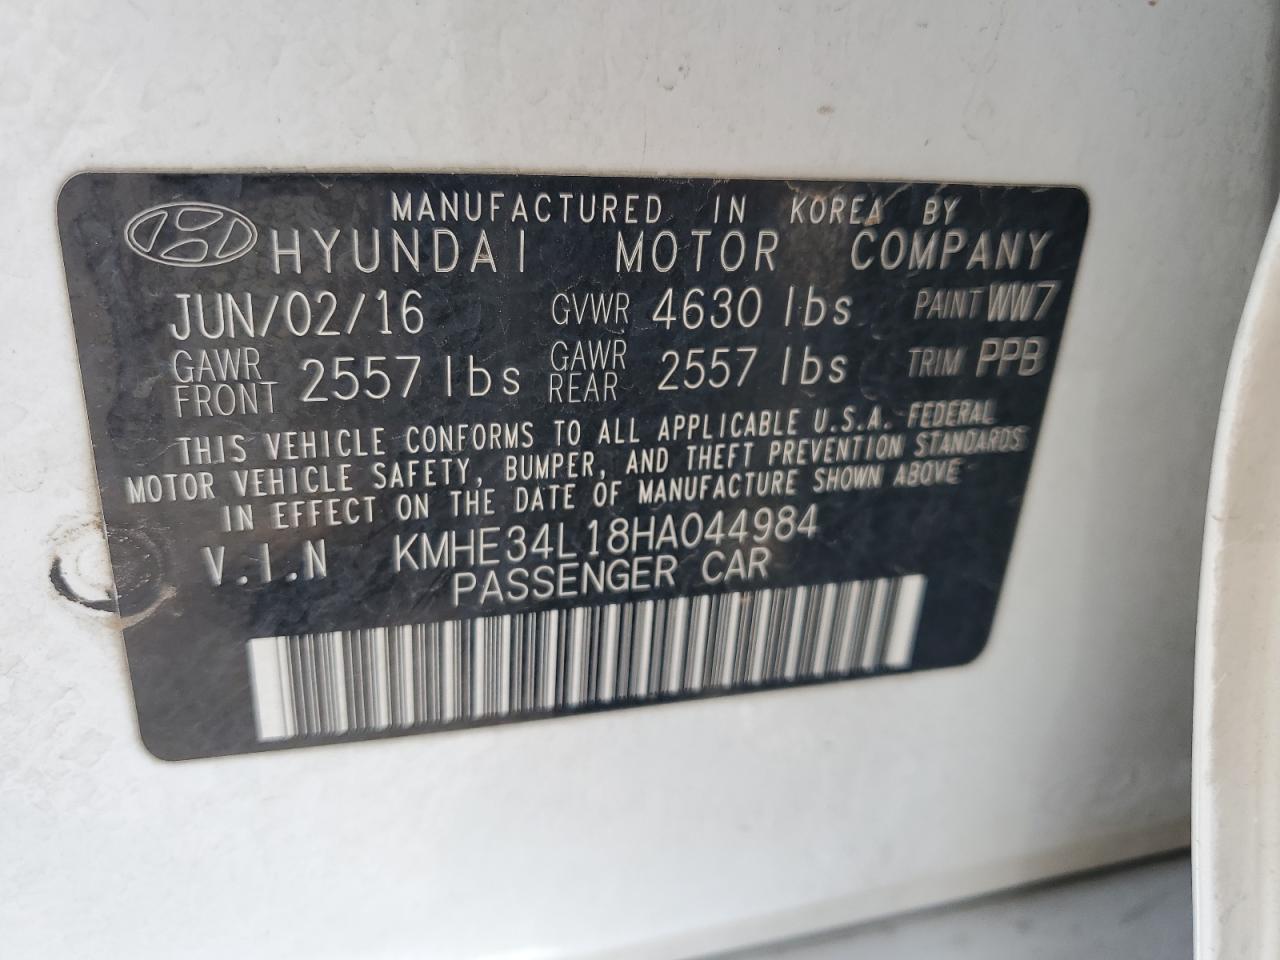 MANUFACTURED IN KOREA BY
HYUNDAI MOTOR COMPANY
JUN/02/16 GVWR 4630 lbs PAINT WW7
GAWR FRONT 2557 lbs GAWR REAR 2557 lbs TRIM PPB
THIS VEHICLE CONFORMS TO ALL APPLICABLE U.S.A. FEDERAL
MOTOR VEHICLE SAFETY, BUMPER, AND THEFT PREVENTION STANDARDS
IN EFFECT ON THE DATE OF MANUFACTURE SHOWN ABOVE
V.I.N KMHE34L18HA044984
PASSENGER CAR